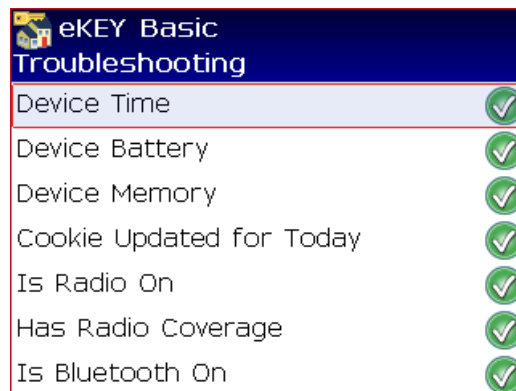 eKEY Basic
Troubleshooting
Device Time
Device Battery
Device Memory
Cookie Updated for Today
Is Radio On
Has Radio Coverage
Is Bluetooth On